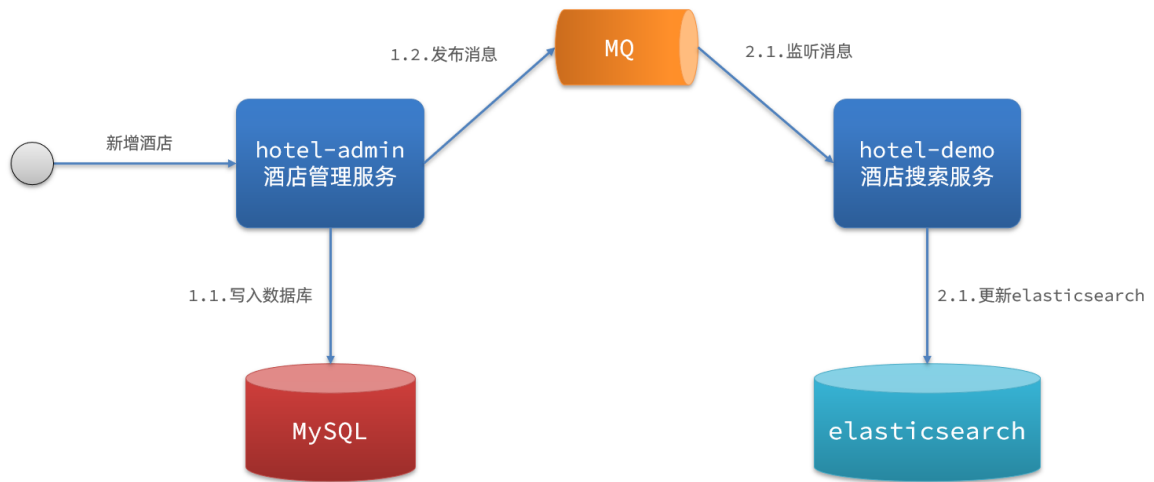 MQ
1.2.发布消息
2.1.监听消息
新增酒店
hotel-admin
酒店管理服务
hotel-demo
酒店搜索服务
1.1.写入数据库
2.1.更新elasticsearch
MySQL
elasticsearch